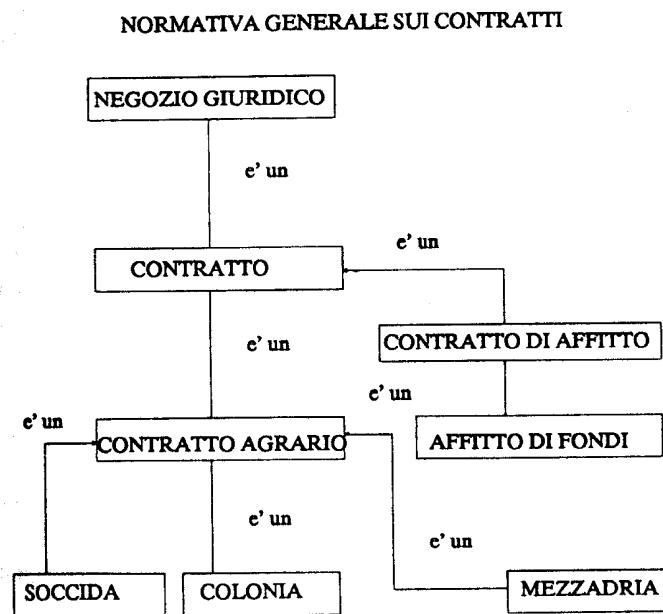 NORMATIVA GENERALE SUI CONTRATTI
NEGOZIO GIURIDICO
e' un
e' un
CONTRATTO
CONTRATTO DI AFFITTO
e' un
e' un
e' un
CONTRATTO AGRARIO
AFFITTO DI FONDI
e' un
e' un
SOCCIDA
COLONIA
MEZZADRIA